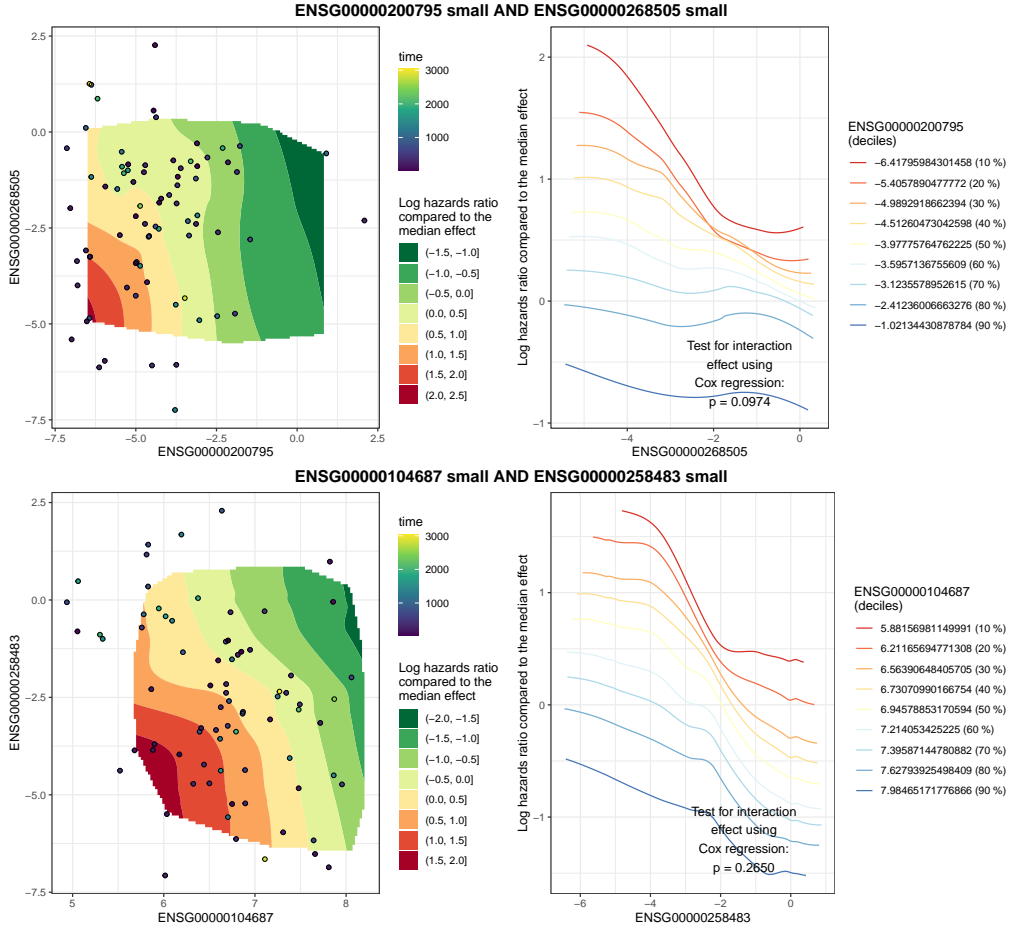 ENSG00000200795 small AND ENSG00000268505 small
2.5
0.0
−2.5
−5.0
−7.5
−7.5
−5.0
−2.5
0.0
2.5
ENSG00000268505
ENSG00000200795
time
3000
2000
1000
Log hazards ratio
compared to the
median effect
(−1.5, −1.0]
(−1.0, −0.5]
(−0.5, 0.0]
(0.0, 0.5]
(0.5, 1.0]
(1.0, 1.5]
(1.5, 2.0]
(2.0, 2.5]
Log hazard ratio compared to the median effect
2
1
0
−1
−4
−2
0
ENSG00000268505
Test for interaction
effect using
Cox regression:
p = 0.0974
ENSG00000200795
(deciles)
−6.41795984301458 (10 %)
−5.4057890477772 (20 %)
−4.9892918662394 (30 %)
−4.51260473042598 (40 %)
−3.97775764762225 (50 %)
−3.5957136755609 (60 %)
−3.1235578952615 (70 %)
−2.41236006663276 (80 %)
−1.02134430878784 (90 %)
ENSG00000104687 small AND ENSG00000258483 small
2.5
0.0
−2.5
−5.0
−7.5
5
6
7
8
ENSG00000258483
ENSG00000104687
time
3000
2000
1000
Log hazards ratio
compared to the
median effect
(−2.0, −1.5]
(−1.5, −1.0]
(−1.0, −0.5]
(−0.5, 0.0]
(0.0, 0.5]
(0.5, 1.0]
(1.0, 1.5]
(1.5, 2.0]
Log hazard ratio compared to the median effect
1
0
−1
−6
−4
−2
0
ENSG00000258483
Test for interaction
effect using
Cox regression:
p = 0.2650
ENSG00000104687
(deciles)
5.88156981149991 (10 %)
6.21165694771308 (20 %)
6.56390648405705 (30 %)
6.73070990166754 (40 %)
6.94578853170594 (50 %)
7.214053425225 (60 %)
7.39587144780882 (70 %)
7.62793925498409 (80 %)
7.98465171776866 (90 %)